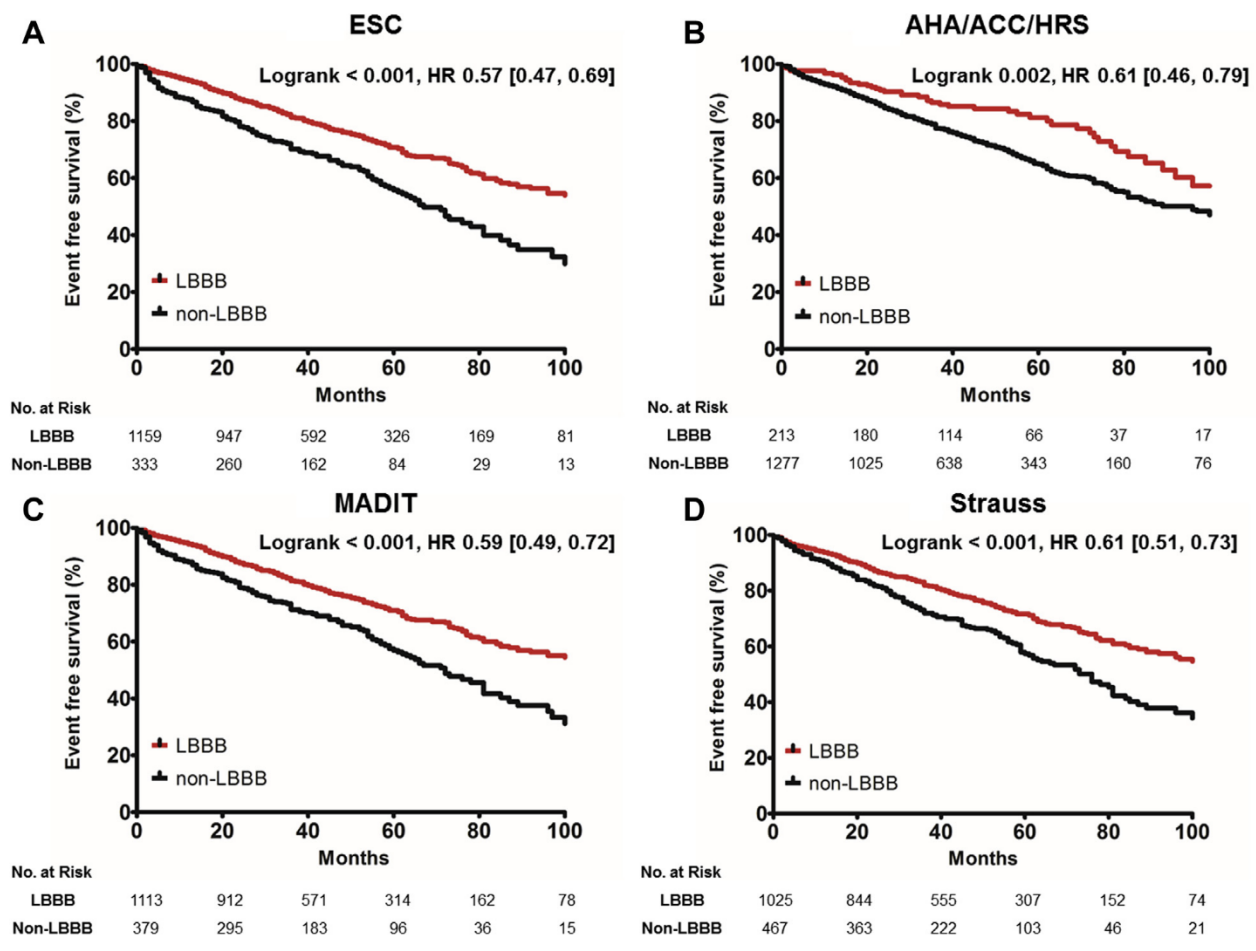 A
ESC
Logrank < 0.001, HR 0.57 [0.47, 0.69]
Event free survival (%)
100
80
60
40
20
0
LBBB
non-LBBB
0 20 40 60 80 100
Months
No. at Risk
LBBB 1159 947 592 326 169 81
Non-LBBB 333 260 162 84 29 13
B
AHA/ACC/HRS
Logrank 0.002, HR 0.61 [0.46, 0.79]
Event free survival (%)
100
80
60
40
20
0
LBBB
non-LBBB
0 20 40 60 80 100
Months
No. at Risk
LBBB 213 180 114 66 37 17
Non-LBBB 1277 1025 638 343 160 76
C
MADIT
Logrank < 0.001, HR 0.59 [0.49, 0.72]
Event free survival (%)
100
80
60
40
20
0
LBBB
non-LBBB
0 20 40 60 80 100
Months
No. at Risk
LBBB 1113 912 571 314 162 78
Non-LBBB 379 295 183 96 36 15
D
Strauss
Logrank < 0.001, HR 0.61 [0.51, 0.73]
Event free survival (%)
100
80
60
40
20
0
LBBB
non-LBBB
0 20 40 60 80 100
Months
No. at Risk
LBBB 1025 844 555 307 152 74
Non-LBBB 467 363 222 103 46 21